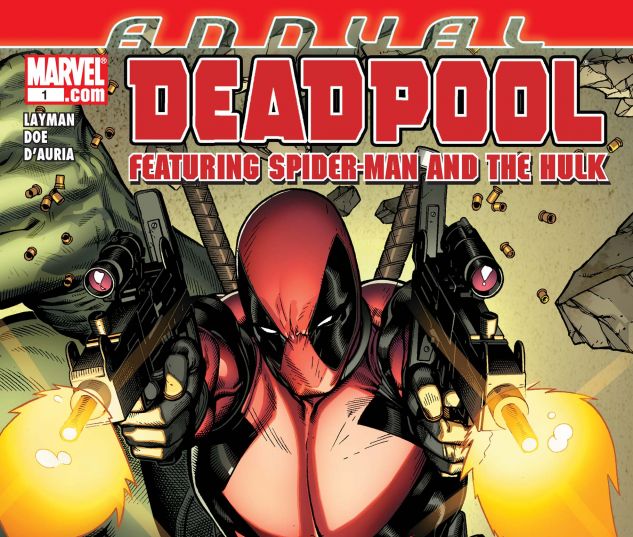 ANNUAL
MARVEL®
1 .com
LAYMAN
DOE
D'AURIA
DEADPOOL
FEATURING SPIDER-MAN AND THE HULK